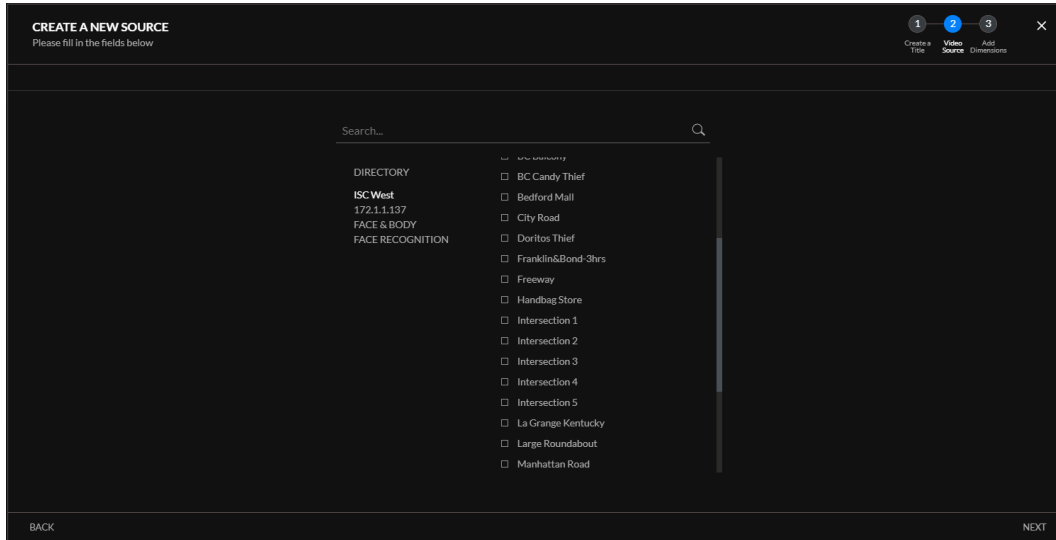 CREATE A NEW SOURCE
Please fill in the fields below
1 2 3
Create a Title
Video Source
Add Dimensions
Search...
DIRECTORY
ISC West
172.1.1.137
FACE & BODY
FACE RECOGNITION
BC Balcony
BC Candy Thief
Bedford Mall
City Road
Doritos Thief
Franklin&Bond-3hrs
Freeway
Handbag Store
Intersection 1
Intersection 2
Intersection 3
Intersection 4
Intersection 5
La Grange Kentucky
Large Roundabout
Manhattan Road
BACK
NEXT